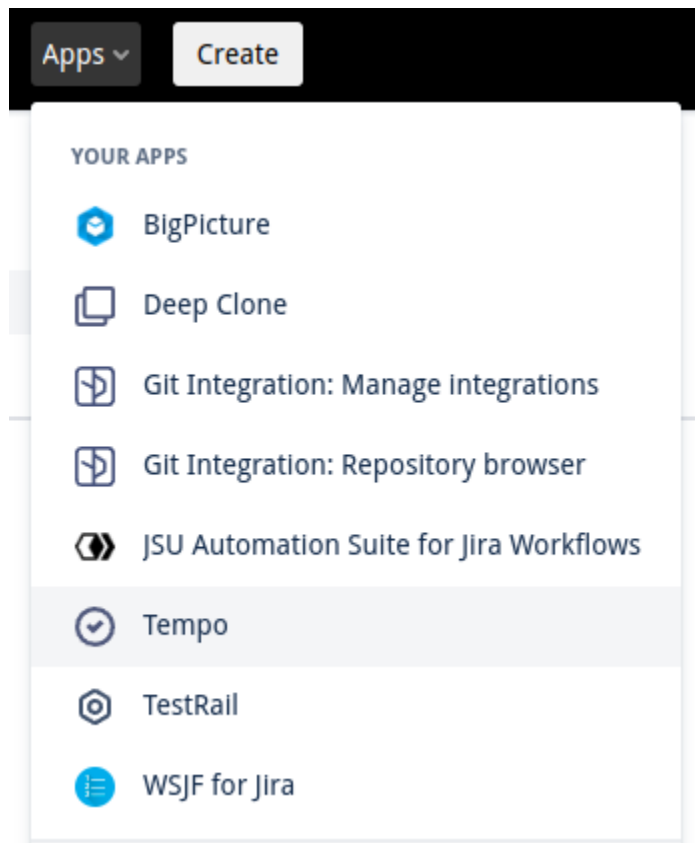 Apps Create
YOUR APPS
BigPicture
Deep Clone
Git Integration: Manage integrations
Git Integration: Repository browser
JSU Automation Suite for Jira Workflows
Tempo
TestRail
WSJF for Jira